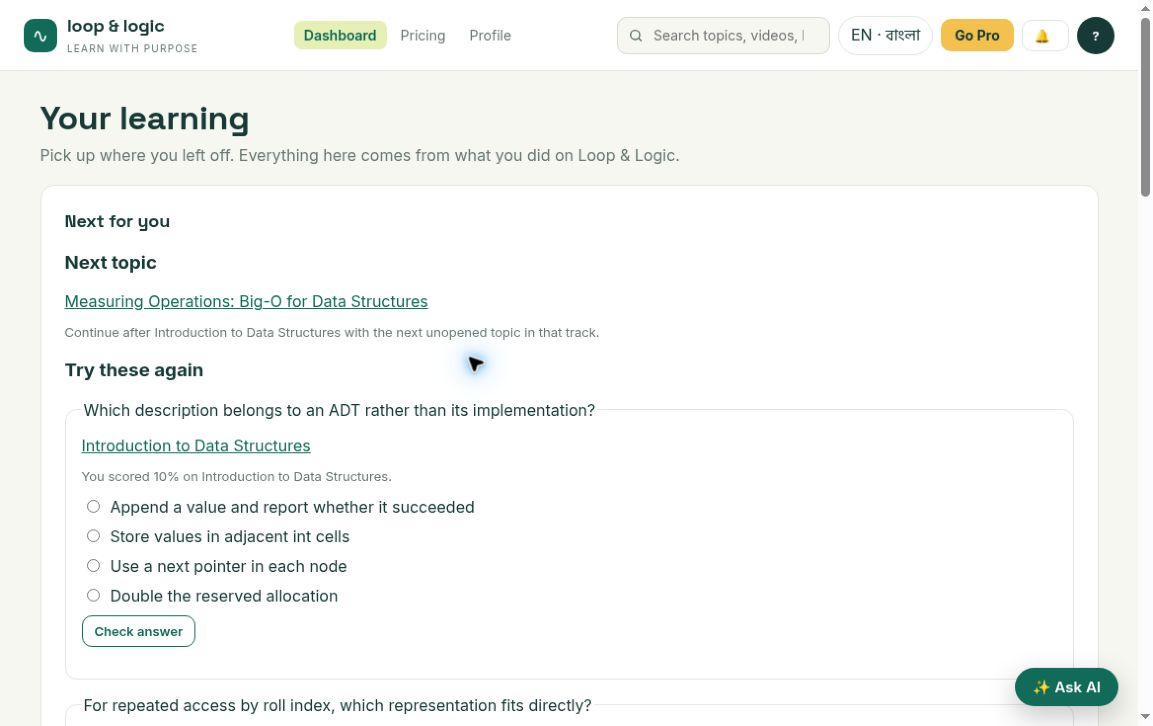 loop & logic
LEARN WITH PURPOSE
Dashboard
Pricing
Profile
Search topics, videos, l
EN · বাংলা
Go Pro
?
Your learning
Pick up where you left off. Everything here comes from what you did on Loop & Logic.
Next for you
Next topic
Measuring Operations: Big-O for Data Structures
Continue after Introduction to Data Structures with the next unopened topic in that track.
Try these again
Which description belongs to an ADT rather than its implementation?
Introduction to Data Structures
You scored 10% on Introduction to Data Structures.
Append a value and report whether it succeeded
Store values in adjacent int cells
Use a next pointer in each node
Double the reserved allocation
Check answer
✨ Ask AI
For repeated access by roll index, which representation fits directly?